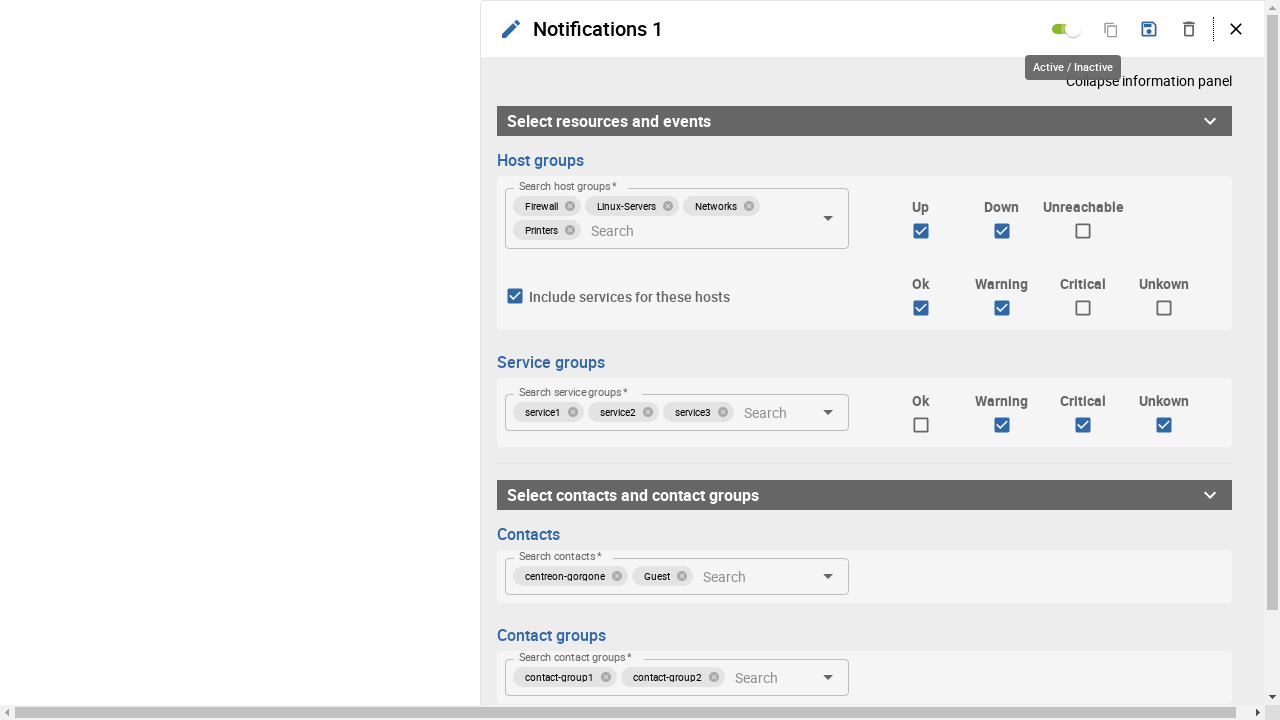 Notifications 1
Active / Inactive
Collapse information panel
Select resources and events
Host groups
Search host groups *
Firewall Linux-Servers Networks
Printers Search
Up Down Unreachable
Include services for these hosts
Ok Warning Critical Unkown
Service groups
Search service groups *
service1 service2 service3 Search
Ok Warning Critical Unkown
Select contacts and contact groups
Contacts
Search contacts *
centreon-gorgone Guest Search
Contact groups
Search contact groups *
contact-group1 contact-group2 Search